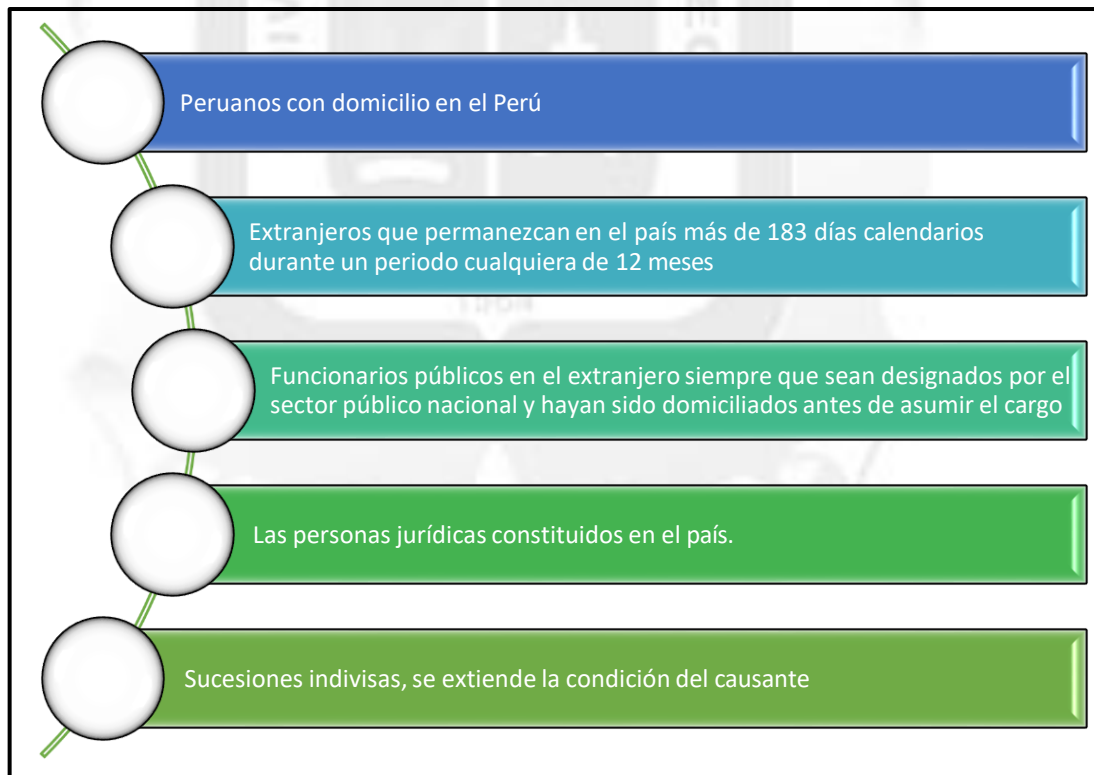 Peruanos con domicilio en el Perú
Extranjeros que permanezcan en el país más de 183 días calendarios
durante un periodo cualquiera de 12 meses
Funcionarios públicos en el extranjero siempre que sean designados por el
sector público nacional y hayan sido domiciliados antes de asumir el cargo
Las personas jurídicas constituidos en el país.
Sucesiones indivisas, se extiende la condición del causante